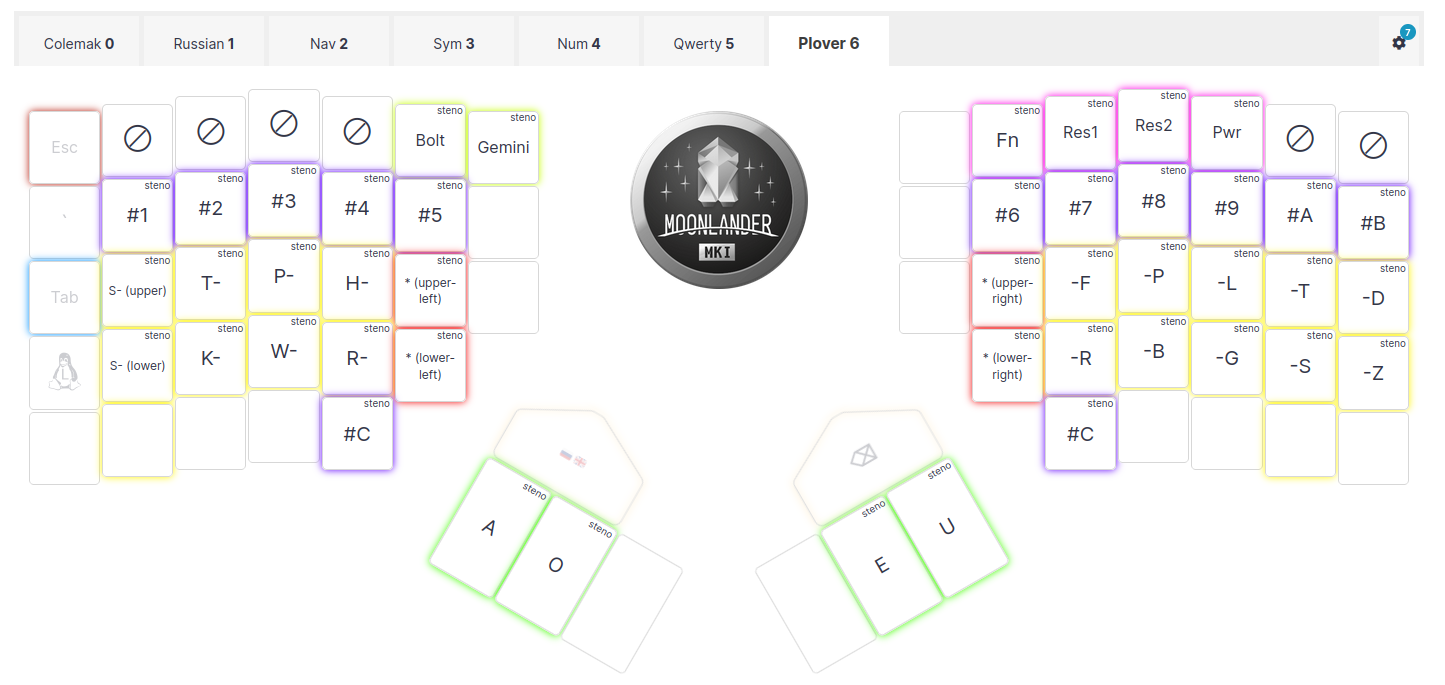 Colemak 0
Russian 1
Nav 2
Sym 3
Num 4
Qwerty 5
Plover 6
7
Esc
steno
Bolt
steno
Gemini
steno
Fn
steno
Res1
steno
Res2
steno
Pwr
`
steno
#1
steno
#2
steno
#3
steno
#4
steno
#5
steno
#6
steno
#7
steno
#8
steno
#9
steno
#A
steno
#B
MOONLANDER
MKI
Tab
steno
S- (upper)
steno
T-
steno
P-
steno
H-
steno
* (upper-
left)
steno
* (upper-
right)
steno
-F
steno
-P
steno
-L
steno
-T
steno
-D
steno
S- (lower)
steno
K-
steno
W-
steno
R-
steno
* (lower-
left)
steno
* (lower-
right)
steno
-R
steno
-B
steno
-G
steno
-S
steno
-Z
steno
#C
steno
#C
steno
A
steno
O
steno
E
steno
U